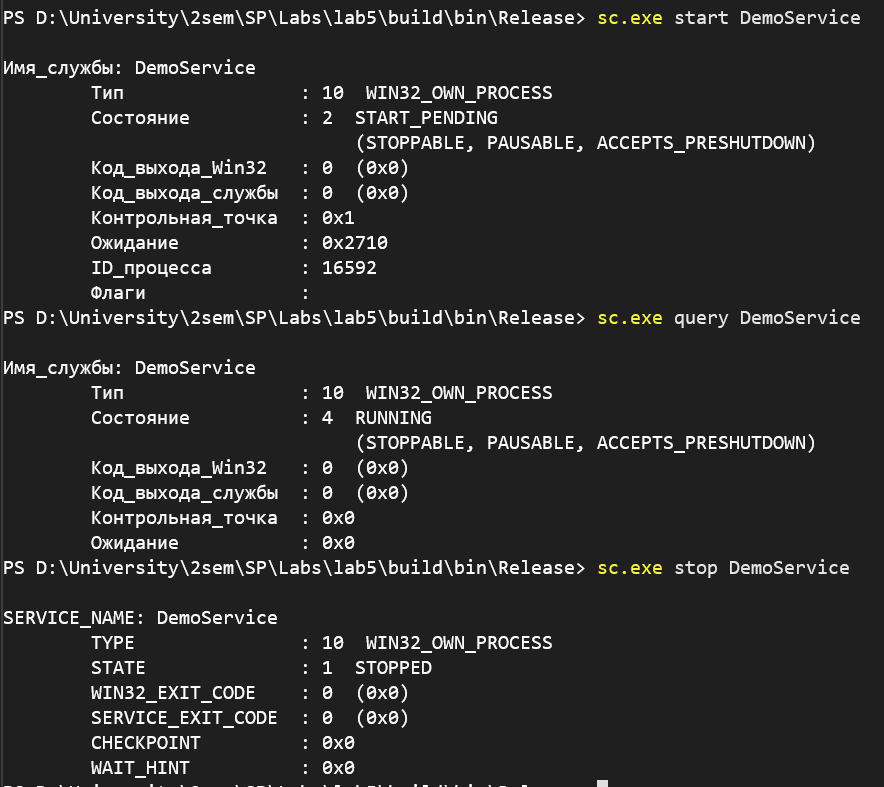 PS D:\University\2sem\SP\Labs\lab5\build\bin\Release> sc.exe start DemoService
Имя_службы: DemoService
Тип : 10 WIN32_OWN_PROCESS
Состояние : 2 START_PENDING
(STOPPABLE, PAUSABLE, ACCEPTS_PRESHUTDOWN)
Код_выхода_Win32 : 0 (0x0)
Код_выхода_службы : 0 (0x0)
Контрольная_точка : 0x1
Ожидание : 0x2710
ID_процесса : 16592
Флаги :
PS D:\University\2sem\SP\Labs\lab5\build\bin\Release> sc.exe query DemoService
Имя_службы: DemoService
Тип : 10 WIN32_OWN_PROCESS
Состояние : 4 RUNNING
(STOPPABLE, PAUSABLE, ACCEPTS_PRESHUTDOWN)
Код_выхода_Win32 : 0 (0x0)
Код_выхода_службы : 0 (0x0)
Контрольная_точка : 0x0
Ожидание : 0x0
PS D:\University\2sem\SP\Labs\lab5\build\bin\Release> sc.exe stop DemoService
SERVICE_NAME: DemoService
TYPE : 10 WIN32_OWN_PROCESS
STATE : 1 STOPPED
WIN32_EXIT_CODE : 0 (0x0)
SERVICE_EXIT_CODE : 0 (0x0)
CHECKPOINT : 0x0
WAIT_HINT : 0x0